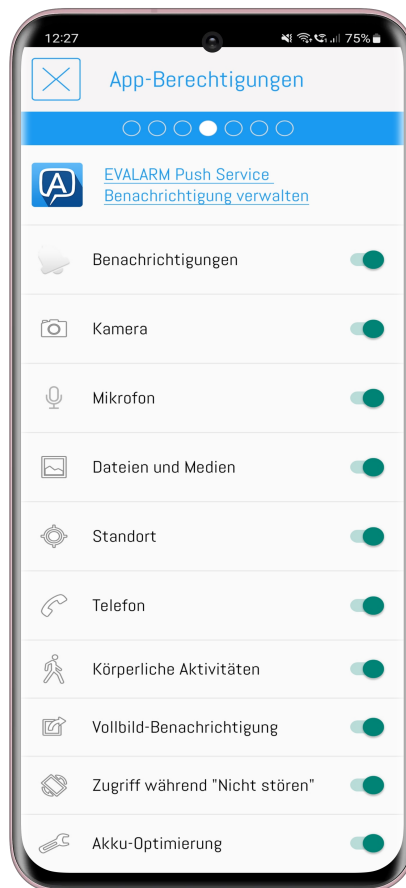 12:27
75%
App-Berechtigungen
EVALARM Push Service
Benachrichtigung verwalten
Benachrichtigungen
Kamera
Mikrofon
Dateien und Medien
Standort
Telefon
Körperliche Aktivitäten
Vollbild-Benachrichtigung
Zugriff während "Nicht stören"
Akku-Optimierung